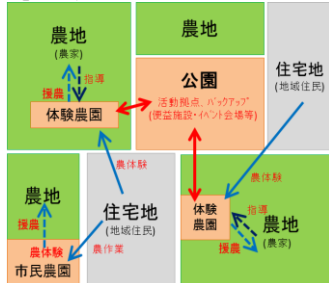 農地
(農家)
援農
指導
体験農園
農地
公園
活動拠点、バックアップ
(便益施設・イベント会場等)
住宅地
(地域住民)
農体験
農地
援農
農体験
市民農園
住宅地
(地域住民)
農作業
農体験
体験
農園
指導
援農
農地
(農家)